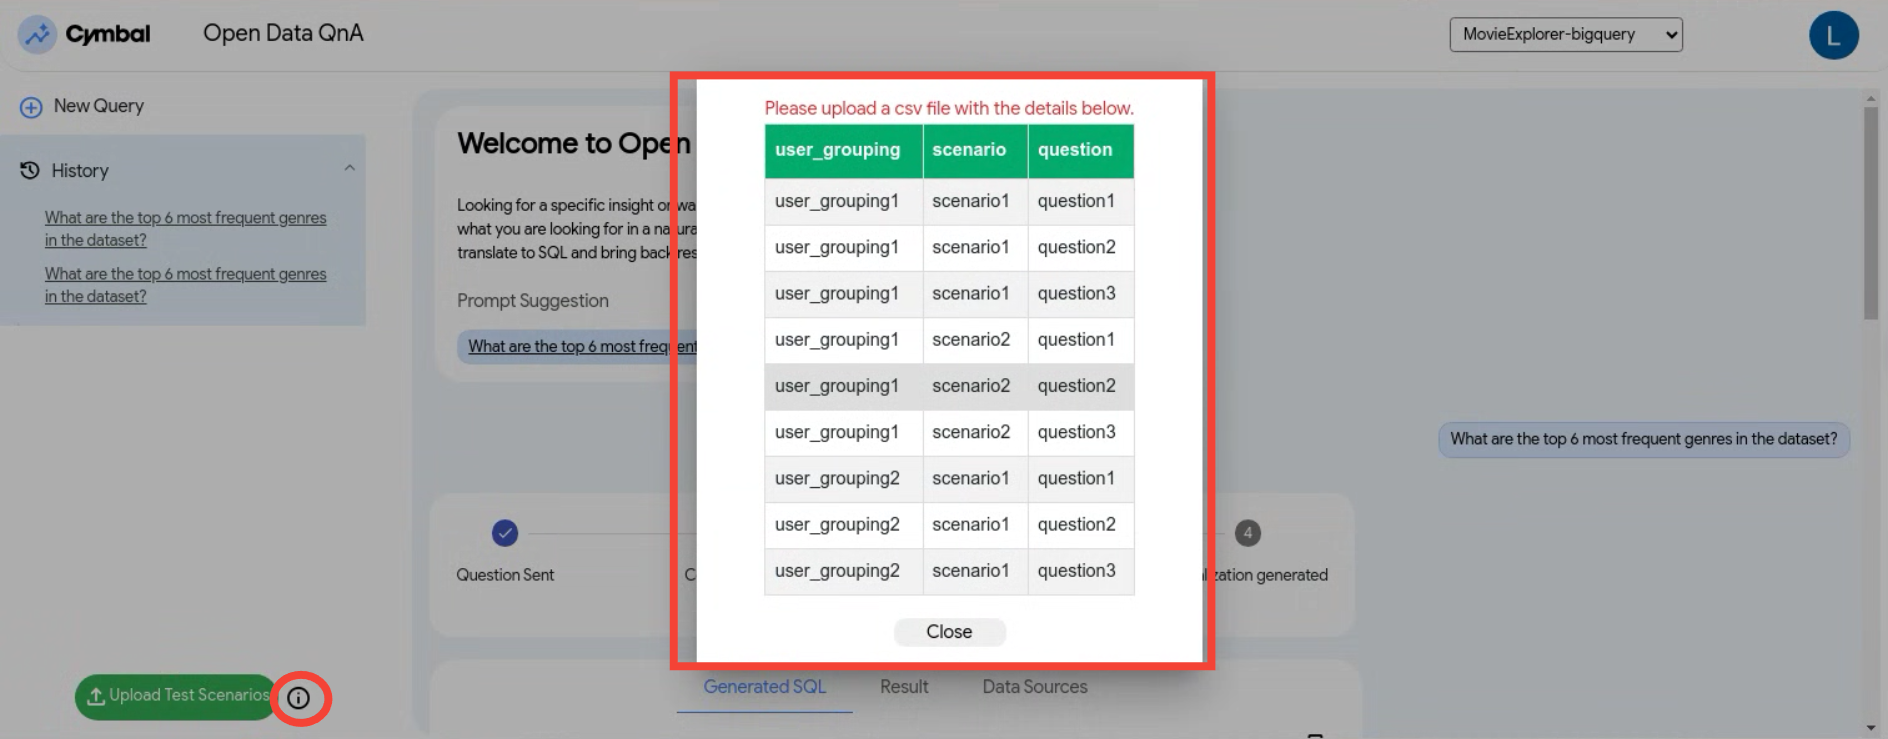 Cymbal
Open Data QnA
MovieExplorer-bigquery
L
New Query
History
What are the top 6 most frequent genres
in the dataset?
What are the top 6 most frequent genres
in the dataset?
Upload Test Scenarios
Welcome to Open
Looking for a specific insight or wa
what you are looking for in a natura
translate to SQL and bring back res
Prompt Suggestion
What are the top 6 most frequent
Please upload a csv file with the details below.
user_grouping scenario question
user_grouping1 scenario1 question1
user_grouping1 scenario1 question2
user_grouping1 scenario1 question3
user_grouping1 scenario2 question1
user_grouping1 scenario2 question2
user_grouping1 scenario2 question3
user_grouping2 scenario1 question1
user_grouping2 scenario1 question2
user_grouping2 scenario1 question3
Close
What are the top 6 most frequent genres in the dataset?
4
Question Sent
lization generated
Generated SQL Result Data Sources